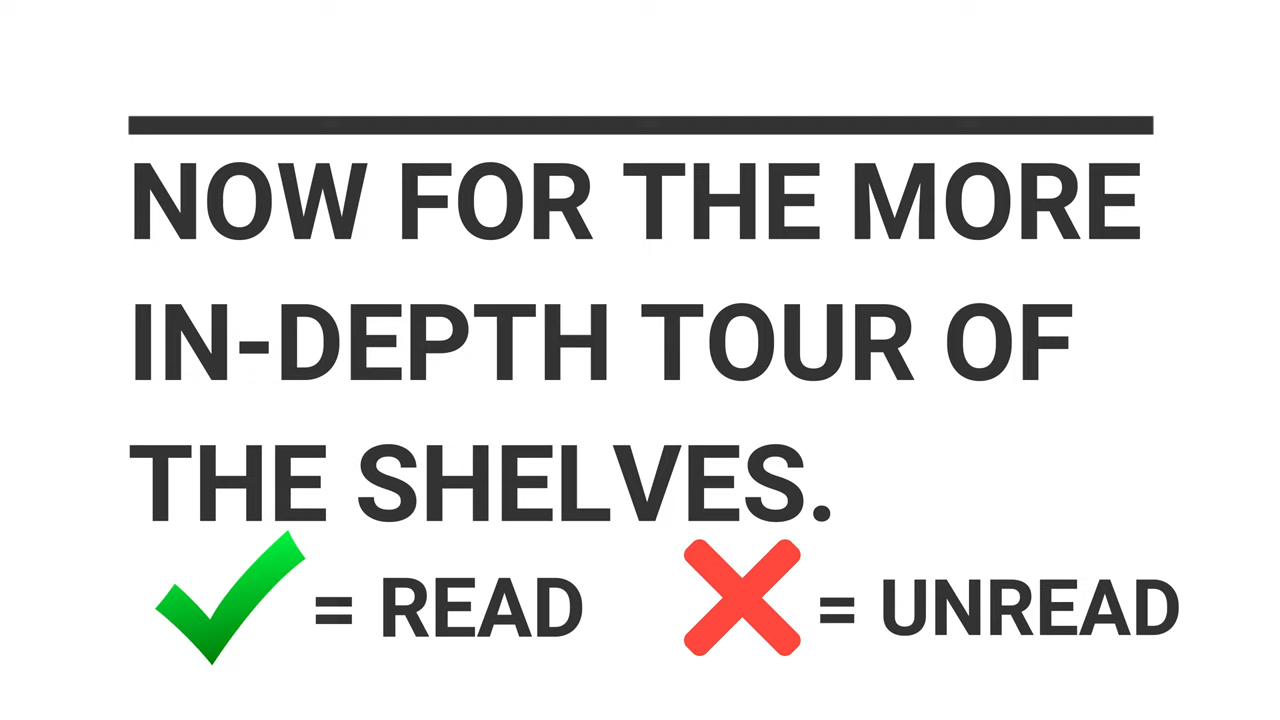 NOW FOR THE MORE
IN-DEPTH TOUR OF
THE SHELVES.
= READ = UNREAD